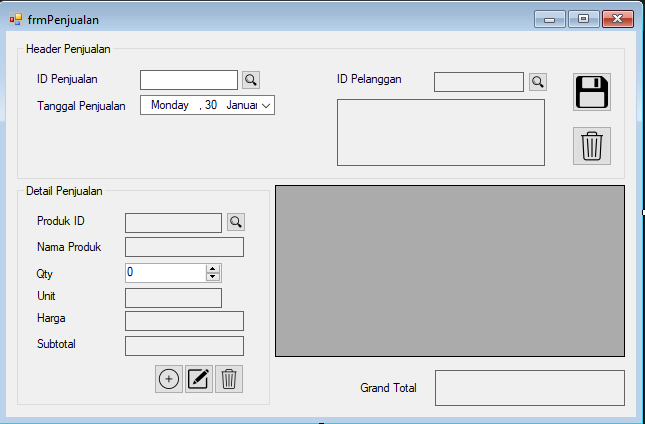 frmPenjualan
Header Penjualan
ID Penjualan
ID Pelanggan
Tanggal Penjualan
Monday , 30 Januar
Detail Penjualan
Produk ID
Nama Produk
Qty
0
Unit
Harga
Subtotal
Grand Total